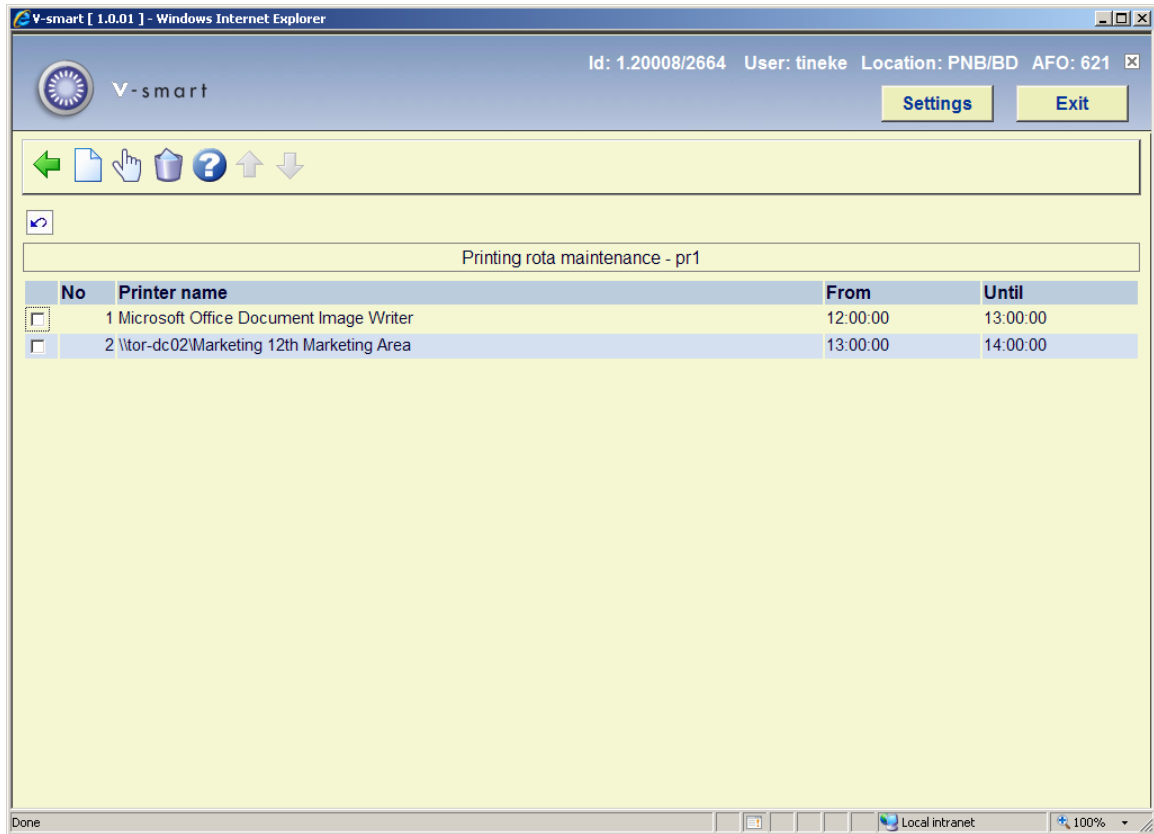 V-smart [ 1.0.01 ] - Windows Internet Explorer
Id: 1.20008/2664 User: tineke Location: PNB/BD AFO: 621
V-smart
Settings Exit
Printing rota maintenance - pr1
No Printer name From Until
1 Microsoft Office Document Image Writer 12:00:00 13:00:00
2 \\tor-dc02\Marketing 12th Marketing Area 13:00:00 14:00:00
Done Local intranet 100%